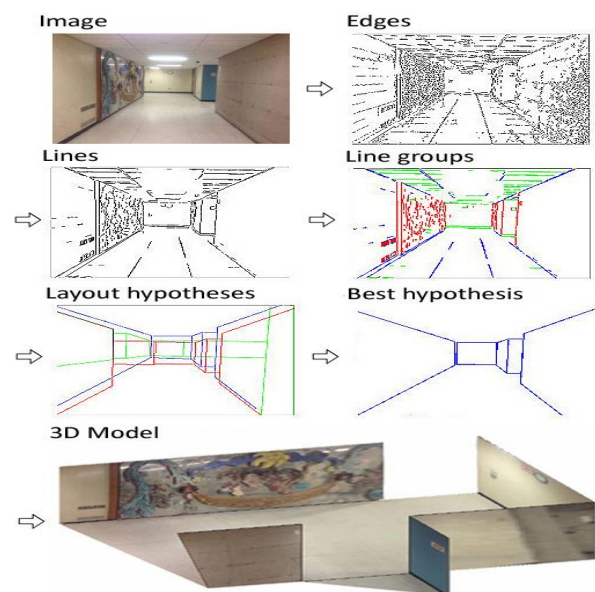 Image
Edges
Lines
Line groups
Layout hypotheses
Best hypothesis
3D Model